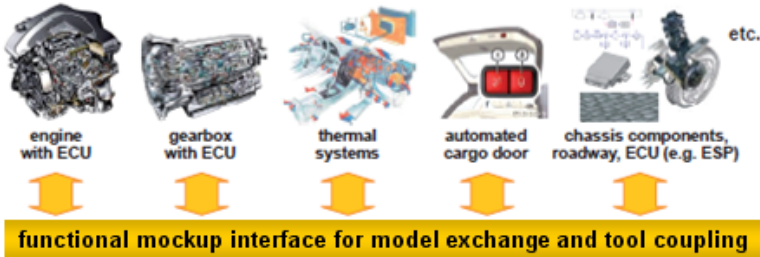 etc.
engine
with ECU
gearbox
with ECU
thermal
systems
automated
cargo door
chassis components,
roadway, ECU (e.g. ESP)
functional mockup interface for model exchange and tool coupling